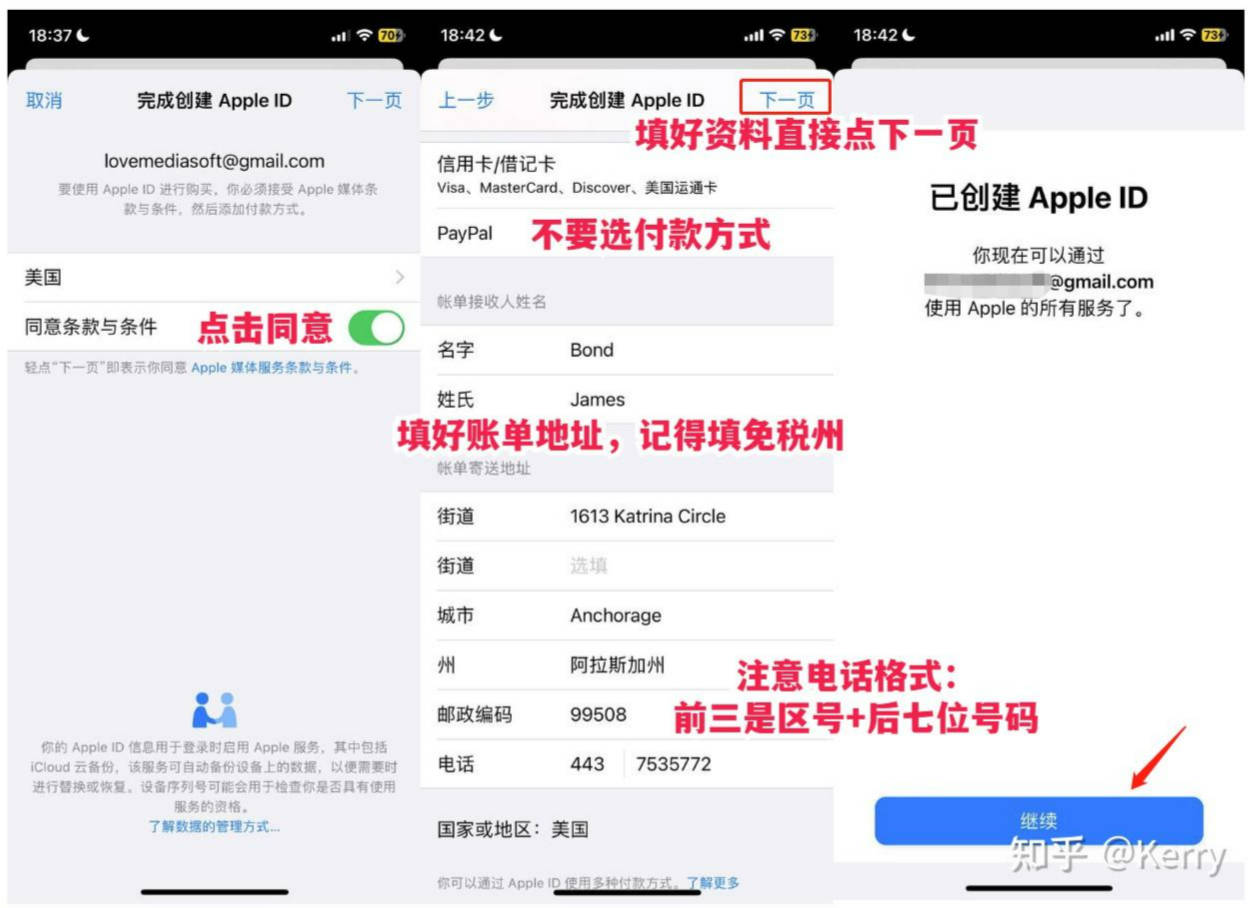 18:37
70
取消
完成创建 Apple ID
下一页
lovemediasoft@gmail.com
要使用 Apple ID 进行购买，你必须接受 Apple 媒体条
款与条件，然后添加付款方式。
美国
同意条款与条件
点击同意
轻点“下一页”即表示你同意 Apple 媒体服务条款与条件。
你的 Apple ID 信息用于登录时启用 Apple 服务，其中包括
iCloud 云备份，该服务可自动备份设备上的数据，以便需要时
进行替换或恢复。设备序列号可能会用于检查你是否具有使用
服务的资格。
了解数据的管理方式...
18:42
73
上一步
完成创建 Apple ID
下一页
填好资料直接点下一页
信用卡/借记卡
Visa、MasterCard、Discover、美国运通卡
PayPal
不要选付款方式
帐单接收人姓名
名字 Bond
姓氏 James
填好账单地址，记得填免税州
帐单寄送地址
街道 1613 Katrina Circle
街道 选填
城市 Anchorage
州 阿拉斯加州
注意电话格式：
前三是区号+后七位号码
邮政编码 99508
电话 443 7535772
国家或地区：美国
你可以通过 Apple ID 使用多种付款方式。了解更多
18:42
73
已创建 Apple ID
你现在可以通过
@gmail.com
使用 Apple 的所有服务了。
继续
知乎 @Kerry